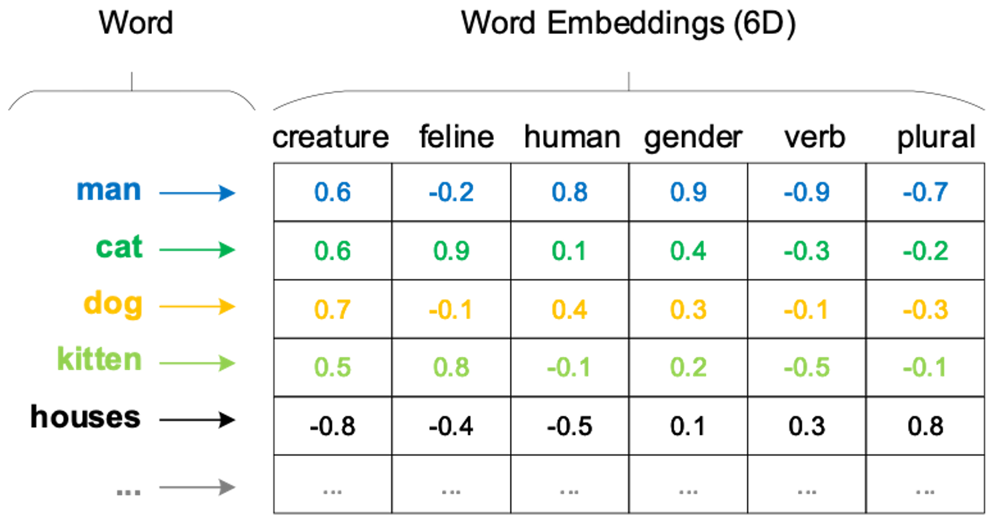 Word Word Embeddings (6D)
creature feline human gender verb plural
man 0.6 -0.2 0.8 0.9 -0.9 -0.7
cat 0.6 0.9 0.1 0.4 -0.3 -0.2
dog 0.7 -0.1 0.4 0.3 -0.1 -0.3
kitten 0.5 0.8 -0.1 0.2 -0.5 -0.1
houses -0.8 -0.4 -0.5 0.1 0.3 0.8
... ... ... ... ... ... ...